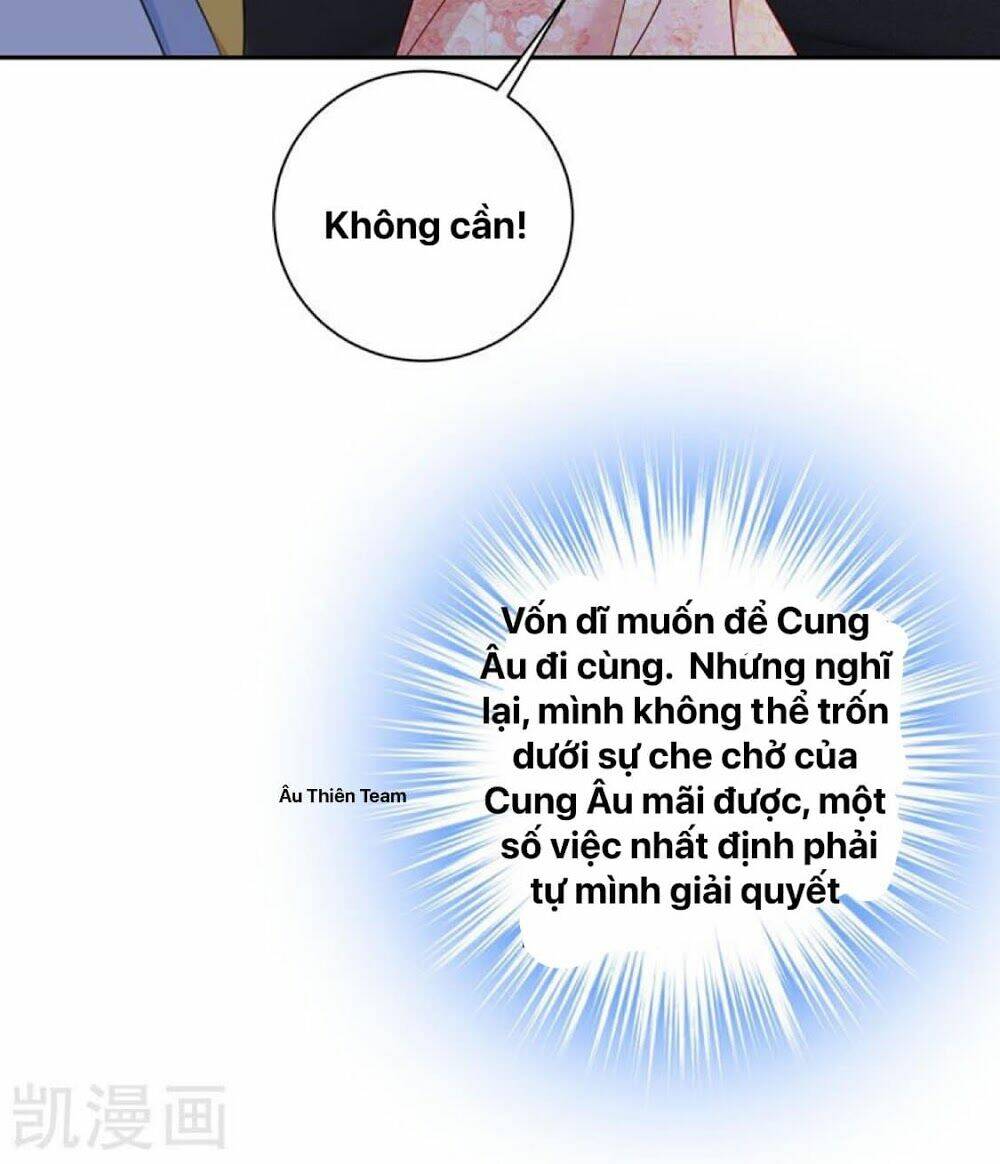 Không cần!
Vốn dĩ muốn để Cung
Âu đi cùng. Nhưng nghĩ
lại, mình không thể trốn
dưới sự che chở của
Âu Thiên Team
Cung Âu mãi được, một
số việc nhất định phải
tự mình giải quyết
凯漫画